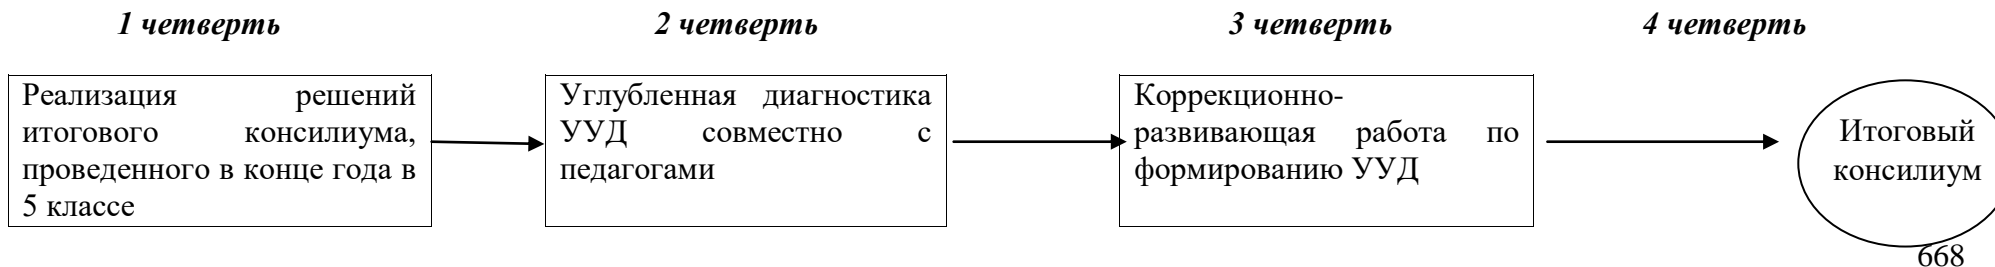 1 четверть 2 четверть 3 четверть 4 четверть
Реализация решений
итогового консилиума,
проведенного в конце года в
5 классе
Углубленная диагностика
УУД совместно с
педагогами
Коррекционно-
развивающая работа по
формированию УУД
Итоговый
консилиум
668